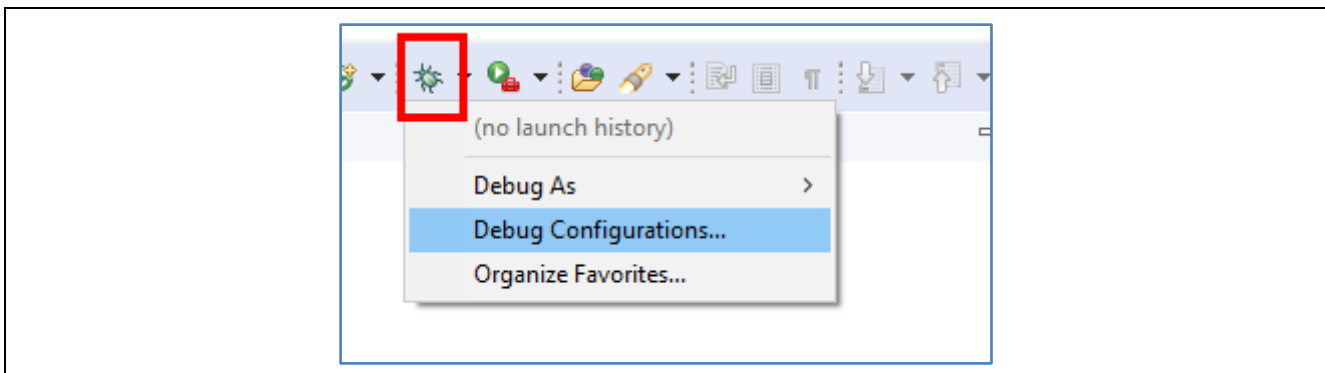 (no launch history)
Debug As
Debug Configurations...
Organize Favorites...